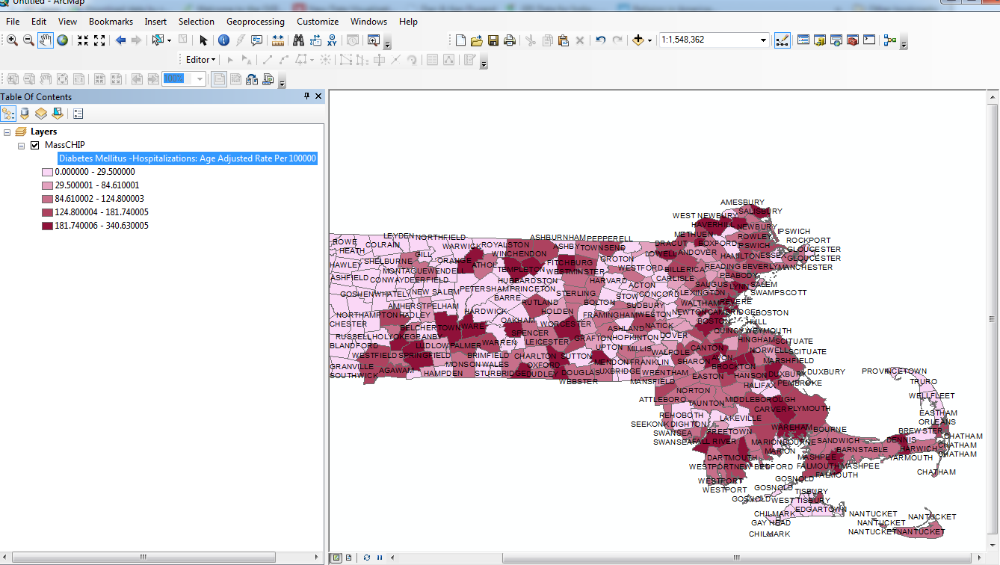 Untitled - ArcMap
File Edit View Bookmarks Insert Selection Geoprocessing Customize Windows Help
1:1,548,362
Editor
100%
Table Of Contents
Layers
MassCHIP
Diabetes Mellitus -Hospitalizations: Age Adjusted Rate Per 100000
0.000000 - 29.500000
29.500001 - 84.610001
84.610002 - 124.800003
124.800004 - 181.740005
181.740006 - 340.630005
AMESBURY
SALISBURY
WEST NEWBURY
HAVERHILL NEWBURY
METHUEN ROWLEY IPSWICH
LEYDEN NORTHFIELD ASHBURNHAM PEPPERELL
ROWE COLRAIN WARWICK ROYALSTON ASHBY TOWNSEND DRACUT BOXFORD IPSWICH ROCKPORT
HEATH GILL WINCHENDON LOWELL ANDOVER HAMILTON ESSEX GLOUCESTER
HAWLEY SHELBURNE ORANGE ATHOL FITCHBURG GROTON GLOUCESTER
MONTAGUE WENDELL TEMPLETON WESTMINSTER WESTFORD BILLERICA READING BEVERLY MANCHESTER
ASHFIELD CONWAY DEERFIELD HUBBARDSTON HARVARD CARLISLE PEABODY
PETERSHAM PRINCETON ACTON SAUGUS LYNN SALEM
GOSHEN WHATELY NEW SALEM BARRE STERLING STOW CONCORD LEXINGTON SWAMPSCOTT
AMHERST PELHAM RUTLAND BOLTON SUDBURY WALTHAM REVERE
NORTHAMPTON HADLEY HARDWICK HOLDEN FRAMINGHAM WESTON NEWTON CAMBRIDGE BOSTON
CHESTER OAKHAM WORCESTER BOSTON HULL
BELCHERTOWN WARE SPENCER ASHLAND NATICK QUINCY WEYMOUTH
RUSSELL HOLYOKE GRANBY LEICESTER GRAFTON HOPKINTON DOVER HINGHAM SCITUATE
BLANDFORD LUDLOW PALMER WARREN UPTON MILLIS WALPOLE CANTON NORWELL SCITUATE
WESTFIELD SPRINGFIELD BRIMFIELD CHARLTON SUTTON MENDON FRANKLIN SHARON AVON MARSHFIELD
GRANVILLE AGAWAM MONSON WALES OXFORD BROCKTON
SOUTHWICK HAMPDEN STURBRIDGE DUDLEY DOUGLAS UXBRIDGE WRENTHAM EASTON HANSON DUXBURY DUXBURY PROVINCETOWN
WEBSTER MANSFIELD HALIFAX PEMBROKE TRURO
NORTON WELLFLEET
ATTLEBORO TAUNTON MIDDLEBOROUGH
CARVER PLYMOUTH EASTHAM
REHOBOTH LAKEVILLE ORLEANS
SEEKONK DIGHTON WAREHAM BOURNE BREWSTER
SWANSEA FREETOWN CHATHAM
SWANSEA FALL RIVER MARION BOURNE SANDWICH DENNIS CHATHAM
MARION BARNSTABLE HARWICH CHATHAM
DARTMOUTH MASHPEE YARMOUTH
WESTPORT NEW BEDFORD FALMOUTH MASHPEE CHATHAM
FALMOUTH
WESTPORT GOSNOLD
WESTPORT GOSNOLD TISBURY
GOSNOLD WEST TISBURY
EDGARTOWN
CHILMARK NANTUCKET NANTUCKET
GAY HEAD NANTUCKET
CHILMARK NANTUCKET NANTUCKET